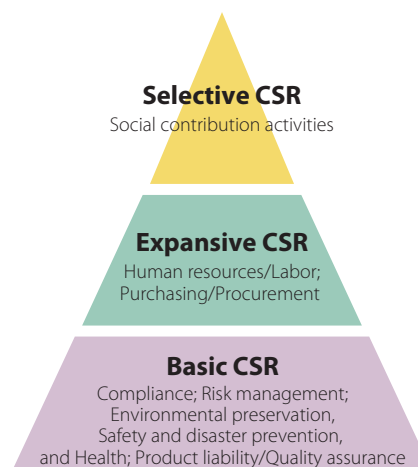 Selective CSR
Social contribution activities
Expansive CSR
Human resources/Labor;
Purchasing/Procurement
Basic CSR
Compliance; Risk management;
Environmental preservation,
Safety and disaster prevention,
and Health; Product liability/Quality assurance